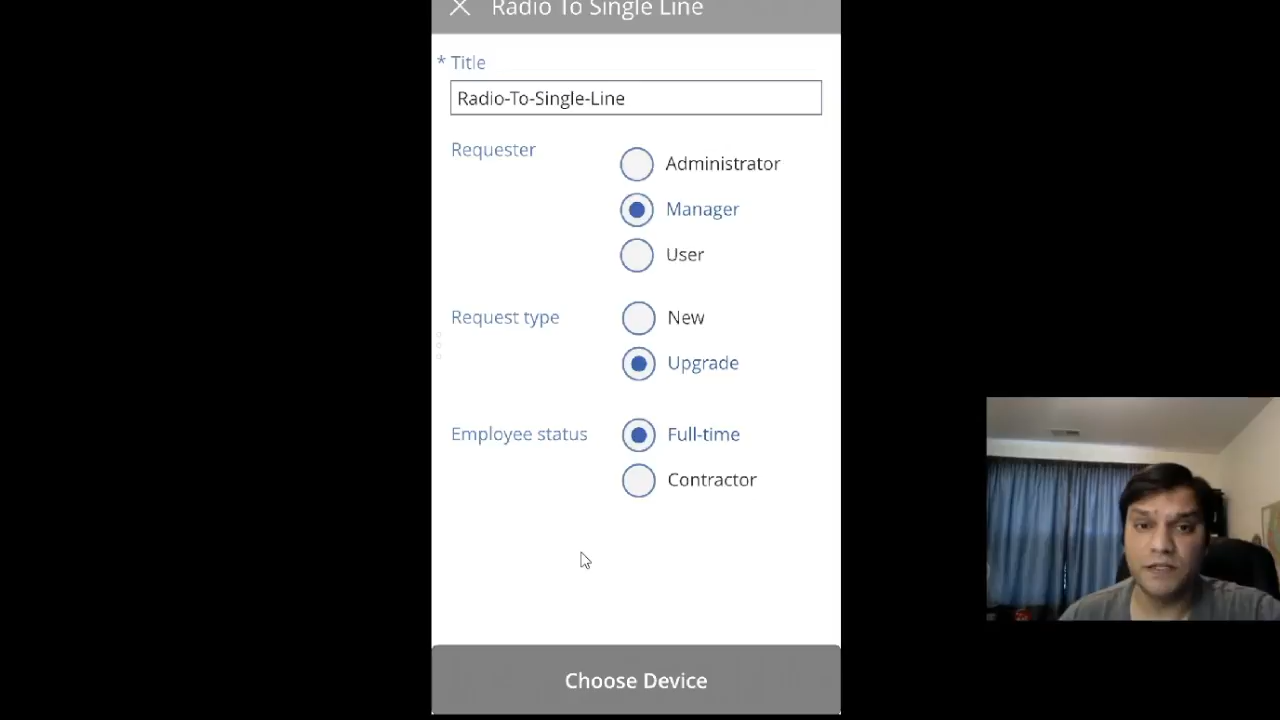 Radio To Single Line
* Title
Radio-To-Single-Line
Requester
Administrator
Manager
User
Request type
New
Upgrade
Employee status
Full-time
Contractor
Choose Device